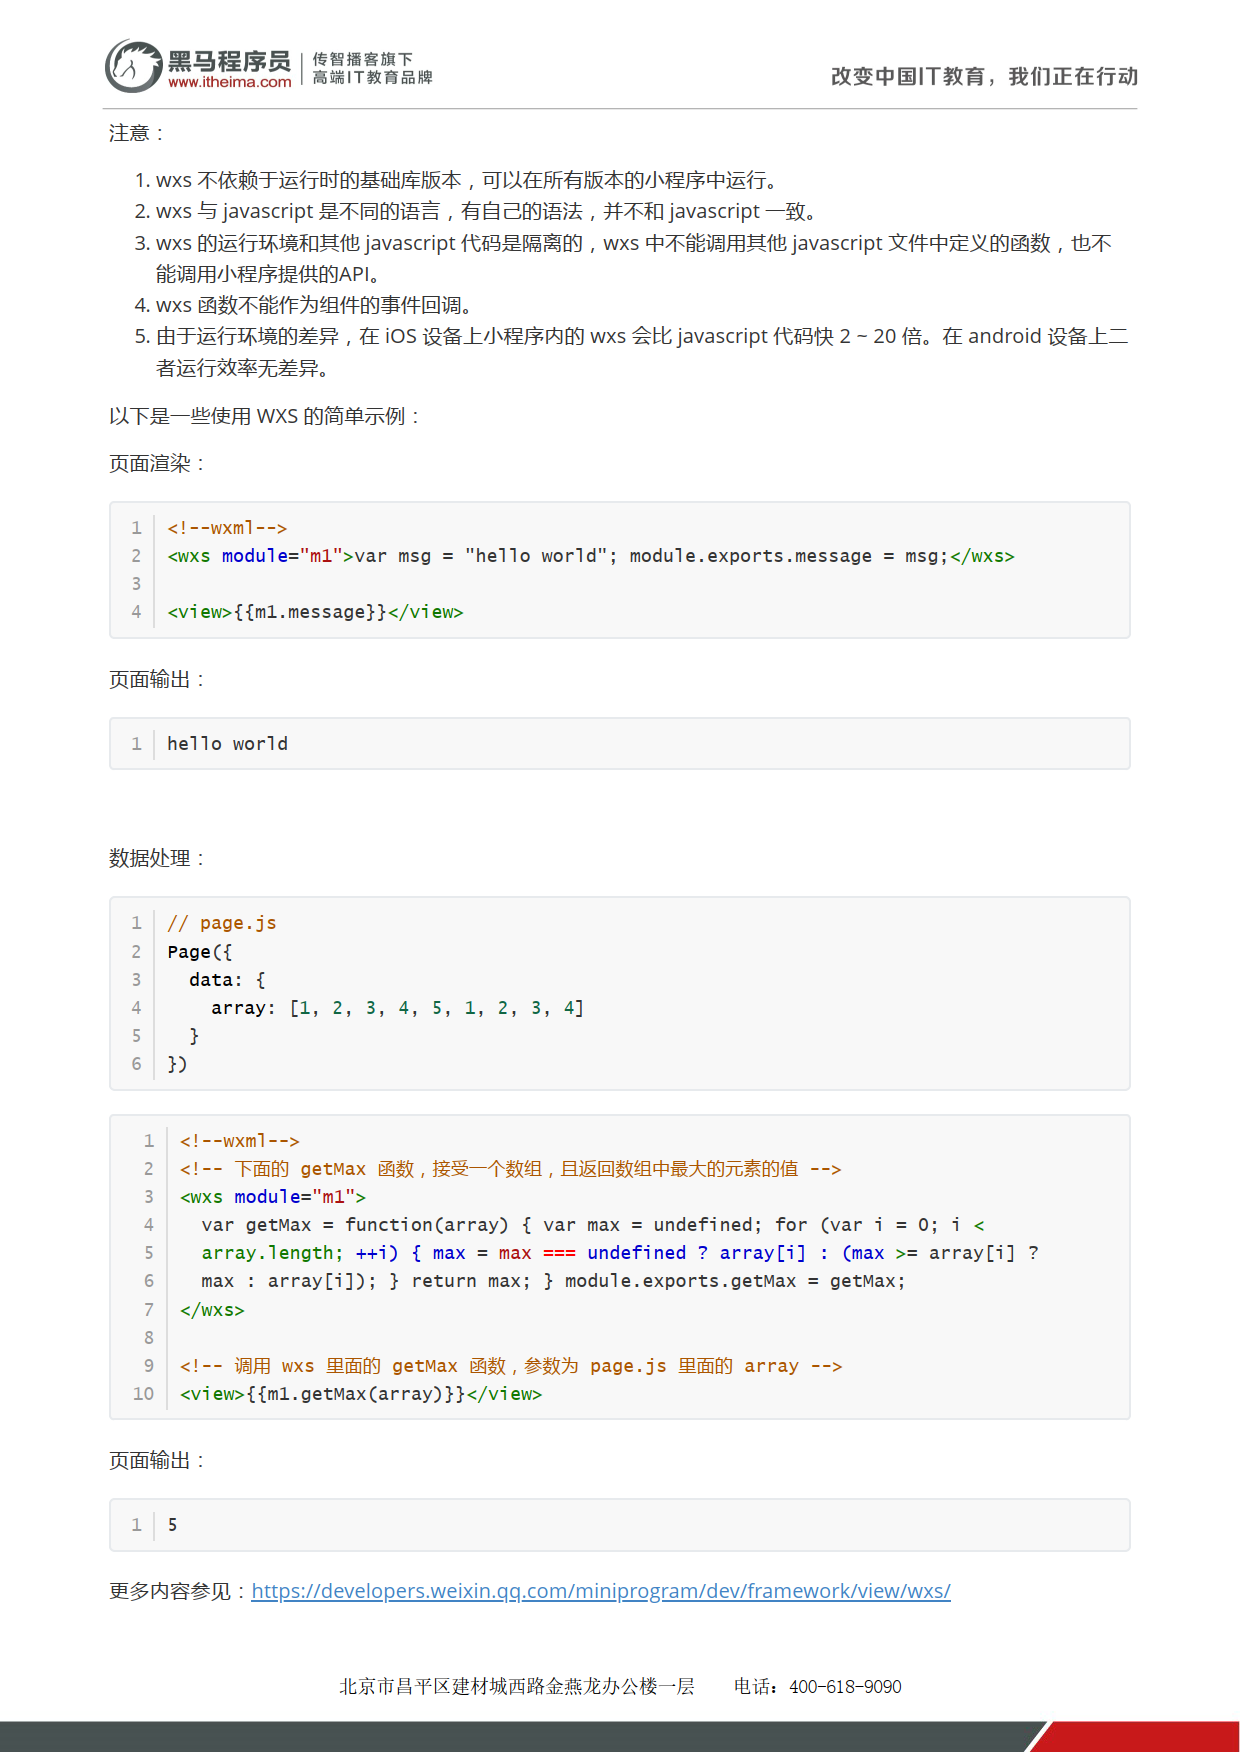 黑马程序员
www.itheima.com
传智播客旗下
高端IT教育品牌
改变中国IT教育，我们正在行动
注意：
1. wxs 不依赖于运行时的基础库版本，可以在所有版本的小程序中运行。
2. wxs 与 javascript 是不同的语言，有自己的语法，并不和 javascript 一致。
3. wxs 的运行环境和其他 javascript 代码是隔离的，wxs 中不能调用其他 javascript 文件中定义的函数，也不
能调用小程序提供的API。
4. wxs 函数不能作为组件的事件回调。
5. 由于运行环境的差异，在 iOS 设备上小程序内的 wxs 会比 javascript 代码快 2 ~ 20 倍。在 android 设备上二
者运行效率无差异。
以下是一些使用 WXS 的简单示例：
页面渲染：
1 <!--wxml-->
2 <wxs module="m1">var msg = "hello world"; module.exports.message = msg;</wxs>
3
4 <view>{{m1.message}}</view>
页面输出：
1 hello world
数据处理：
1 // page.js
2 Page({
3   data: {
4     array: [1, 2, 3, 4, 5, 1, 2, 3, 4]
5   }
6 })
1 <!--wxml-->
2 <!-- 下面的 getMax 函数，接受一个数组，且返回数组中最大的元素的值 -->
3 <wxs module="m1">
4   var getMax = function(array) { var max = undefined; for (var i = 0; i <
5   array.length; ++i) { max = max === undefined ? array[i] : (max >= array[i] ?
6   max : array[i]); } return max; } module.exports.getMax = getMax;
7 </wxs>
8
9 <!-- 调用 wxs 里面的 getMax 函数，参数为 page.js 里面的 array -->
10 <view>{{m1.getMax(array)}}</view>
页面输出：
1 5
更多内容参见：https://developers.weixin.qq.com/miniprogram/dev/framework/view/wxs/
北京市昌平区建材城西路金燕龙办公楼一层 电话：400-618-9090